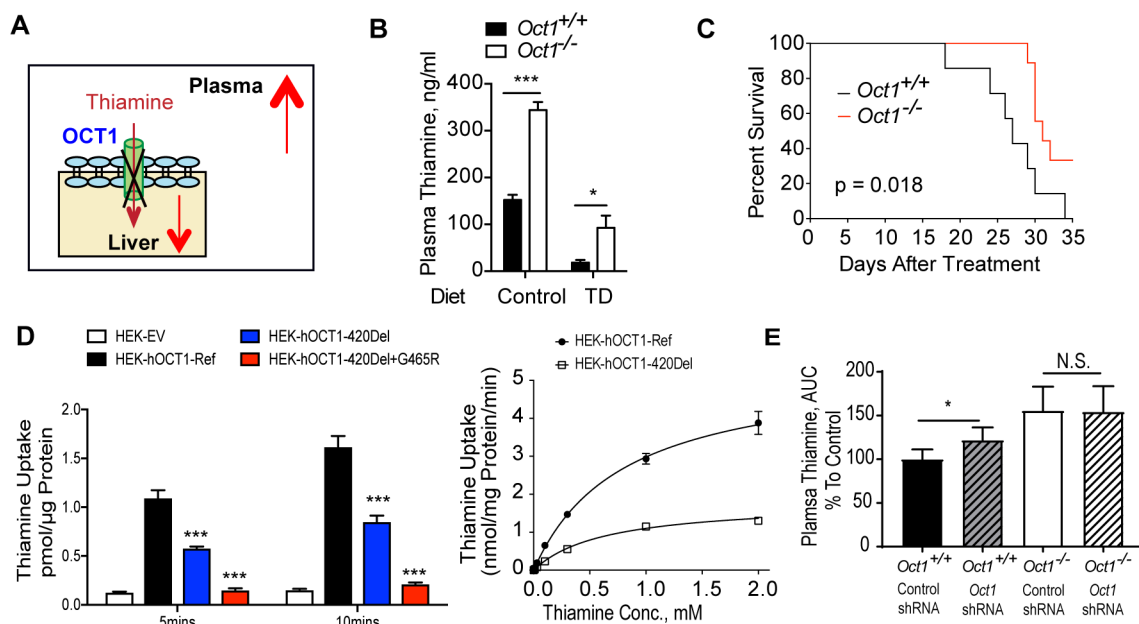 A
Plasma
Thiamine
OCT1
Liver
B
Oct1+/+
Oct1-/-
Plasma Thiamine, ng/ml
400
300
200
100
0
***
*
Diet Control TD
C
Percent Survival
100
80
60
40
20
0
Oct1+/+
Oct1-/-
p = 0.018
0 5 10 15 20 25 30 35
Days After Treatment
D
HEK-EV
HEK-hOCT1-420Del
HEK-hOCT1-Ref
HEK-hOCT1-420Del+G465R
Thiamine Uptake
pmol/µg Protein
2.0
1.5
1.0
0.5
0.0
***
***
***
***
5mins 10mins
HEK-hOCT1-Ref
HEK-hOCT1-420Del
Thiamine Uptake
(nmol/mg Protein/min)
5
4
3
2
1
0
0.0 0.5 1.0 1.5 2.0
Thiamine Conc., mM
E
Plamsa Thiamine, AUC
% To Control
200
150
100
50
0
*
N.S.
Oct1+/+ Oct1+/+ Oct1-/- Oct1-/-
Control Oct1 Control Oct1
shRNA shRNA shRNA shRNA